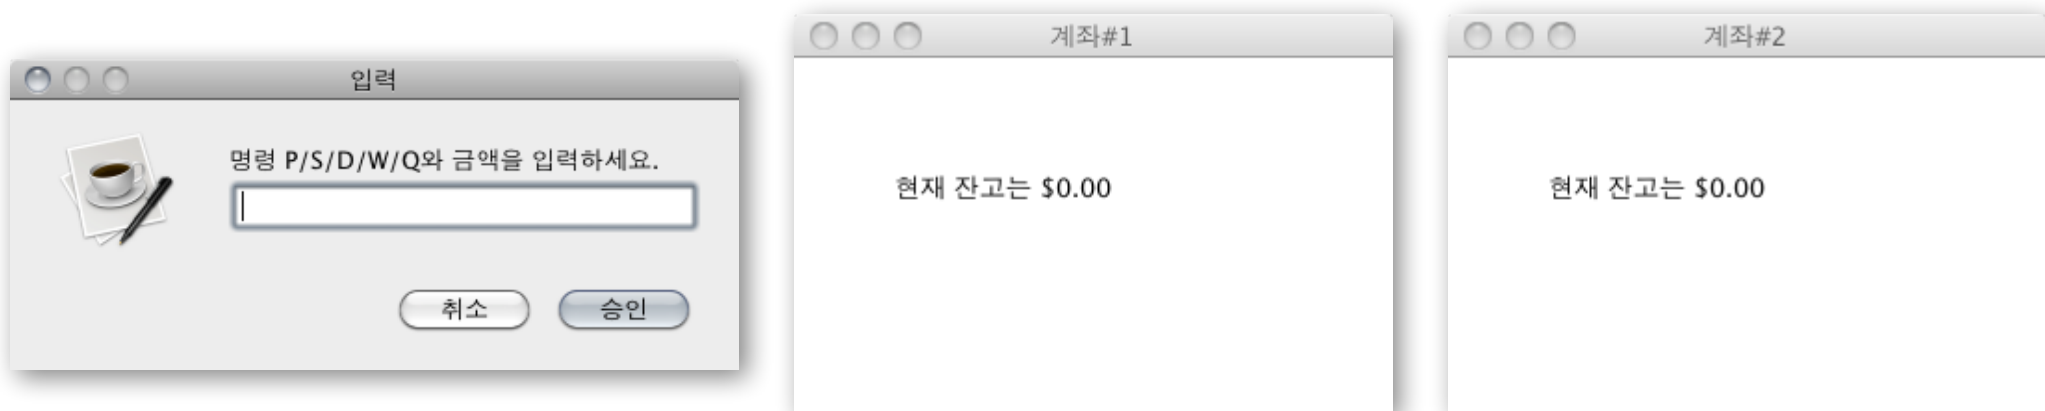 입력
명령 P/S/D/W/Q와 금액을 입력하세요.
취소
승인
계좌#1
현재 잔고는 $0.00
계좌#2
현재 잔고는 $0.00